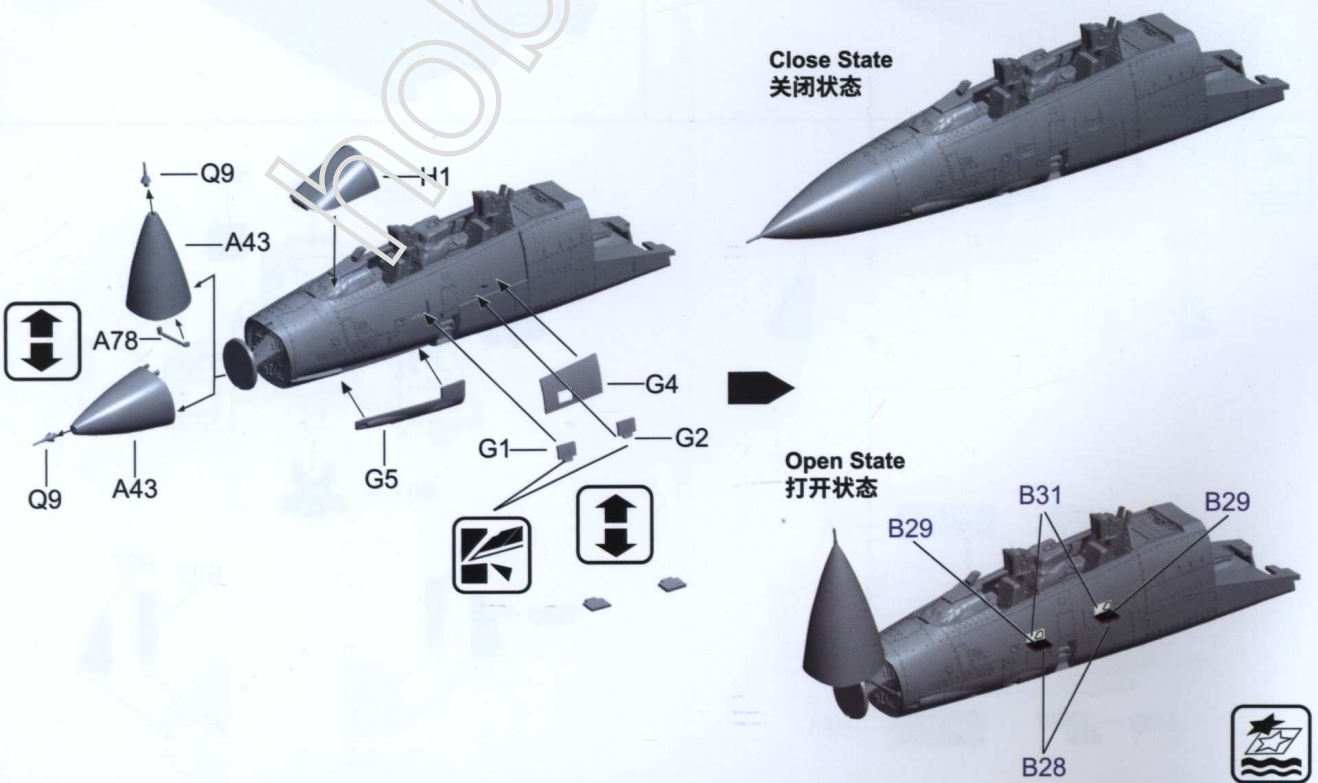 hob
Close State
关闭状态
Q9
H1
A43
A78
G4
G1
G2
Q9
A43
G5
Open State
打开状态
B31
B29
B29
B28